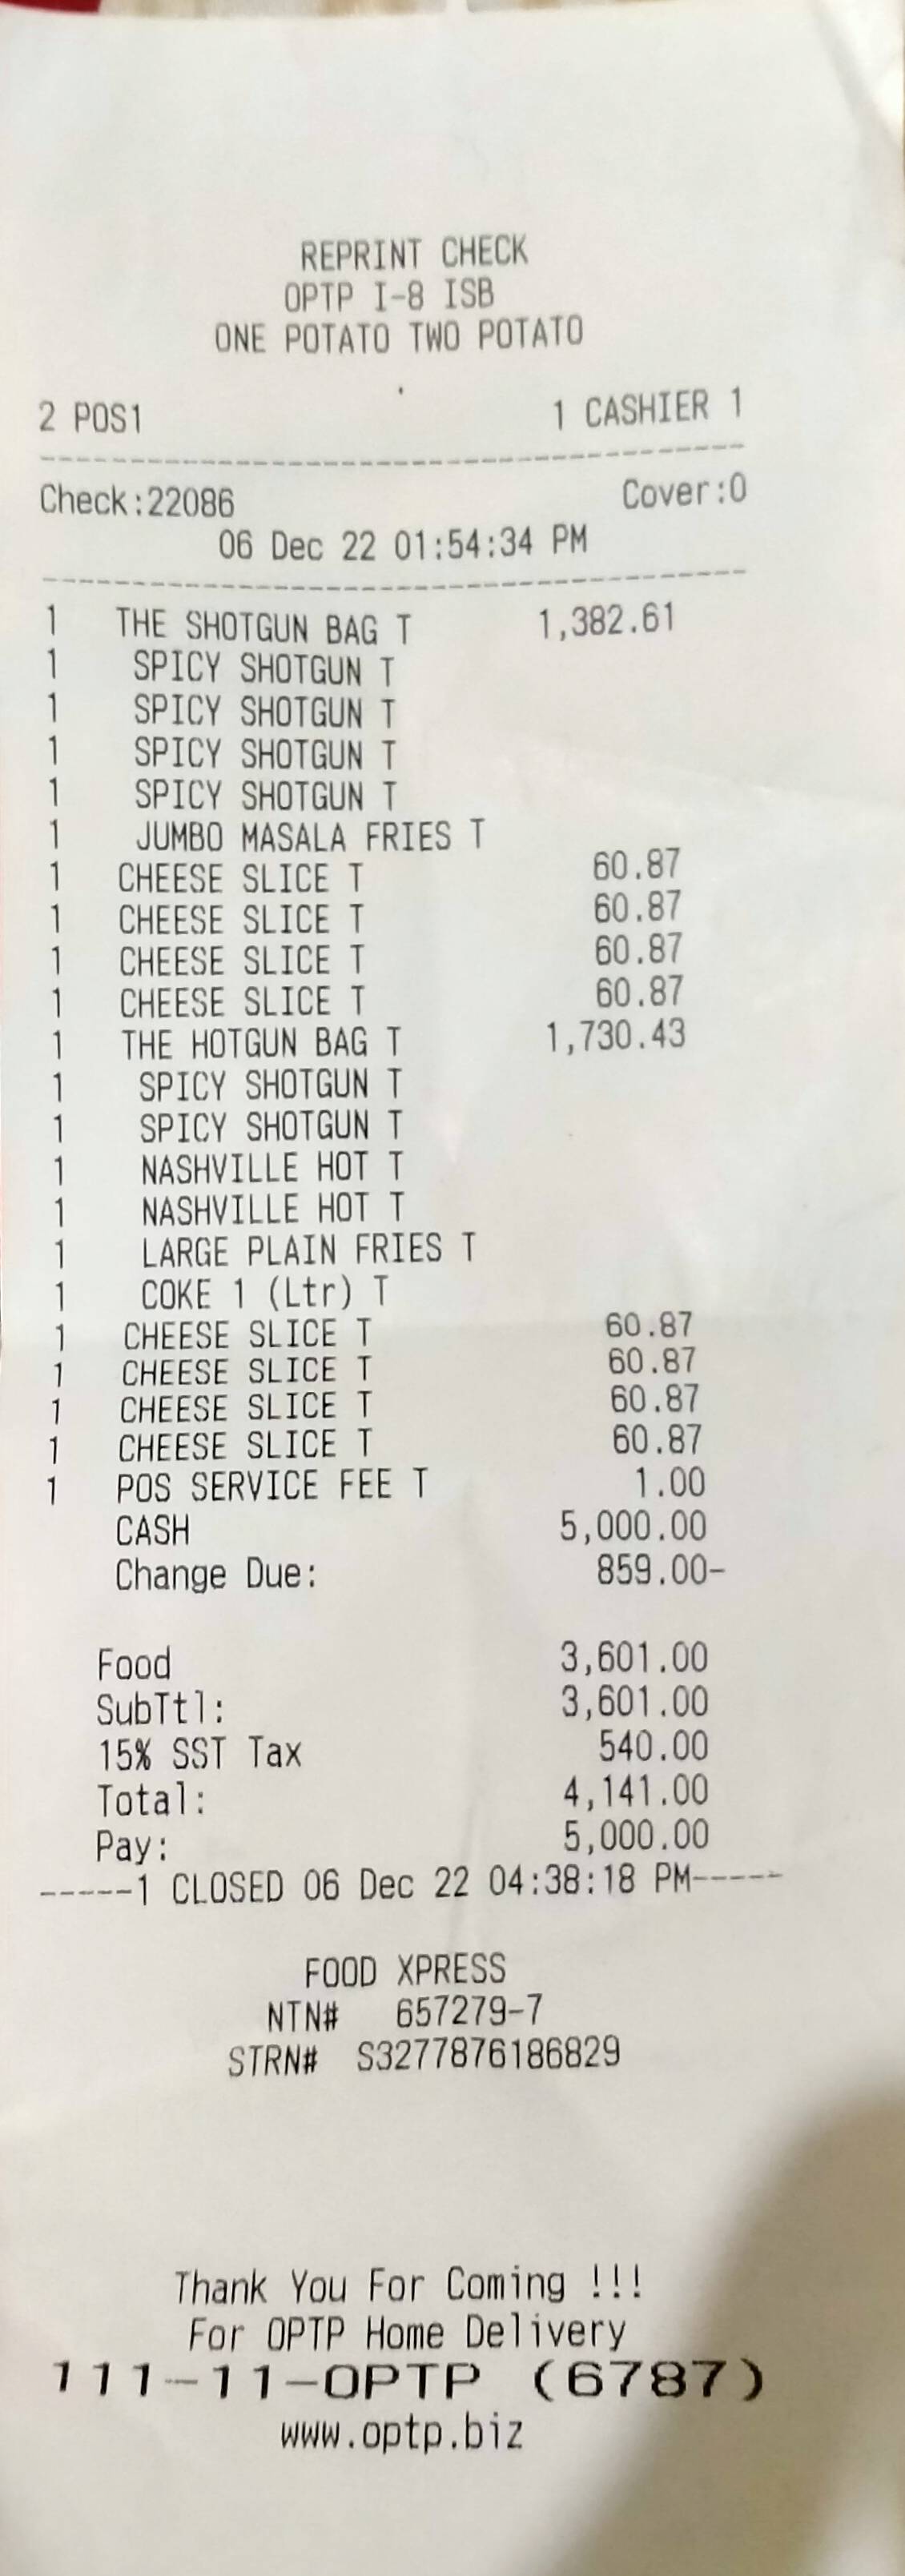 REPRINT CHECK
OPTP I-8 ISB
ONE POTATO TWO POTATO
2 POS1 1 CASHIER 1
Check:22086 Cover:0
06 Dec 22 01:54:34 PM
1 THE SHOTGUN BAG T 1,382.61
1 SPICY SHOTGUN T
1 SPICY SHOTGUN T
1 SPICY SHOTGUN T
1 SPICY SHOTGUN T
1 JUMBO MASALA FRIES T
1 CHEESE SLICE T 60.87
1 CHEESE SLICE T 60.87
1 CHEESE SLICE T 60.87
1 CHEESE SLICE T 60.87
1 THE HOTGUN BAG T 1,730.43
1 SPICY SHOTGUN T
1 SPICY SHOTGUN T
1 NASHVILLE HOT T
1 NASHVILLE HOT T
1 LARGE PLAIN FRIES T
1 COKE 1 (Ltr) T
1 CHEESE SLICE T 60.87
1 CHEESE SLICE T 60.87
1 CHEESE SLICE T 60.87
1 CHEESE SLICE T 60.87
1 POS SERVICE FEE T 1.00
CASH 5,000.00
Change Due: 859.00-
Food 3,601.00
SubTtl: 3,601.00
15% SST Tax 540.00
Total: 4,141.00
Pay: 5,000.00
-----1 CLOSED 06 Dec 22 04:38:18 PM-----
FOOD XPRESS
NTN# 657279-7
STRN# S3277876186829
Thank You For Coming !!!
For OPTP Home Delivery
111-11-OPTP (6787)
www.optp.biz